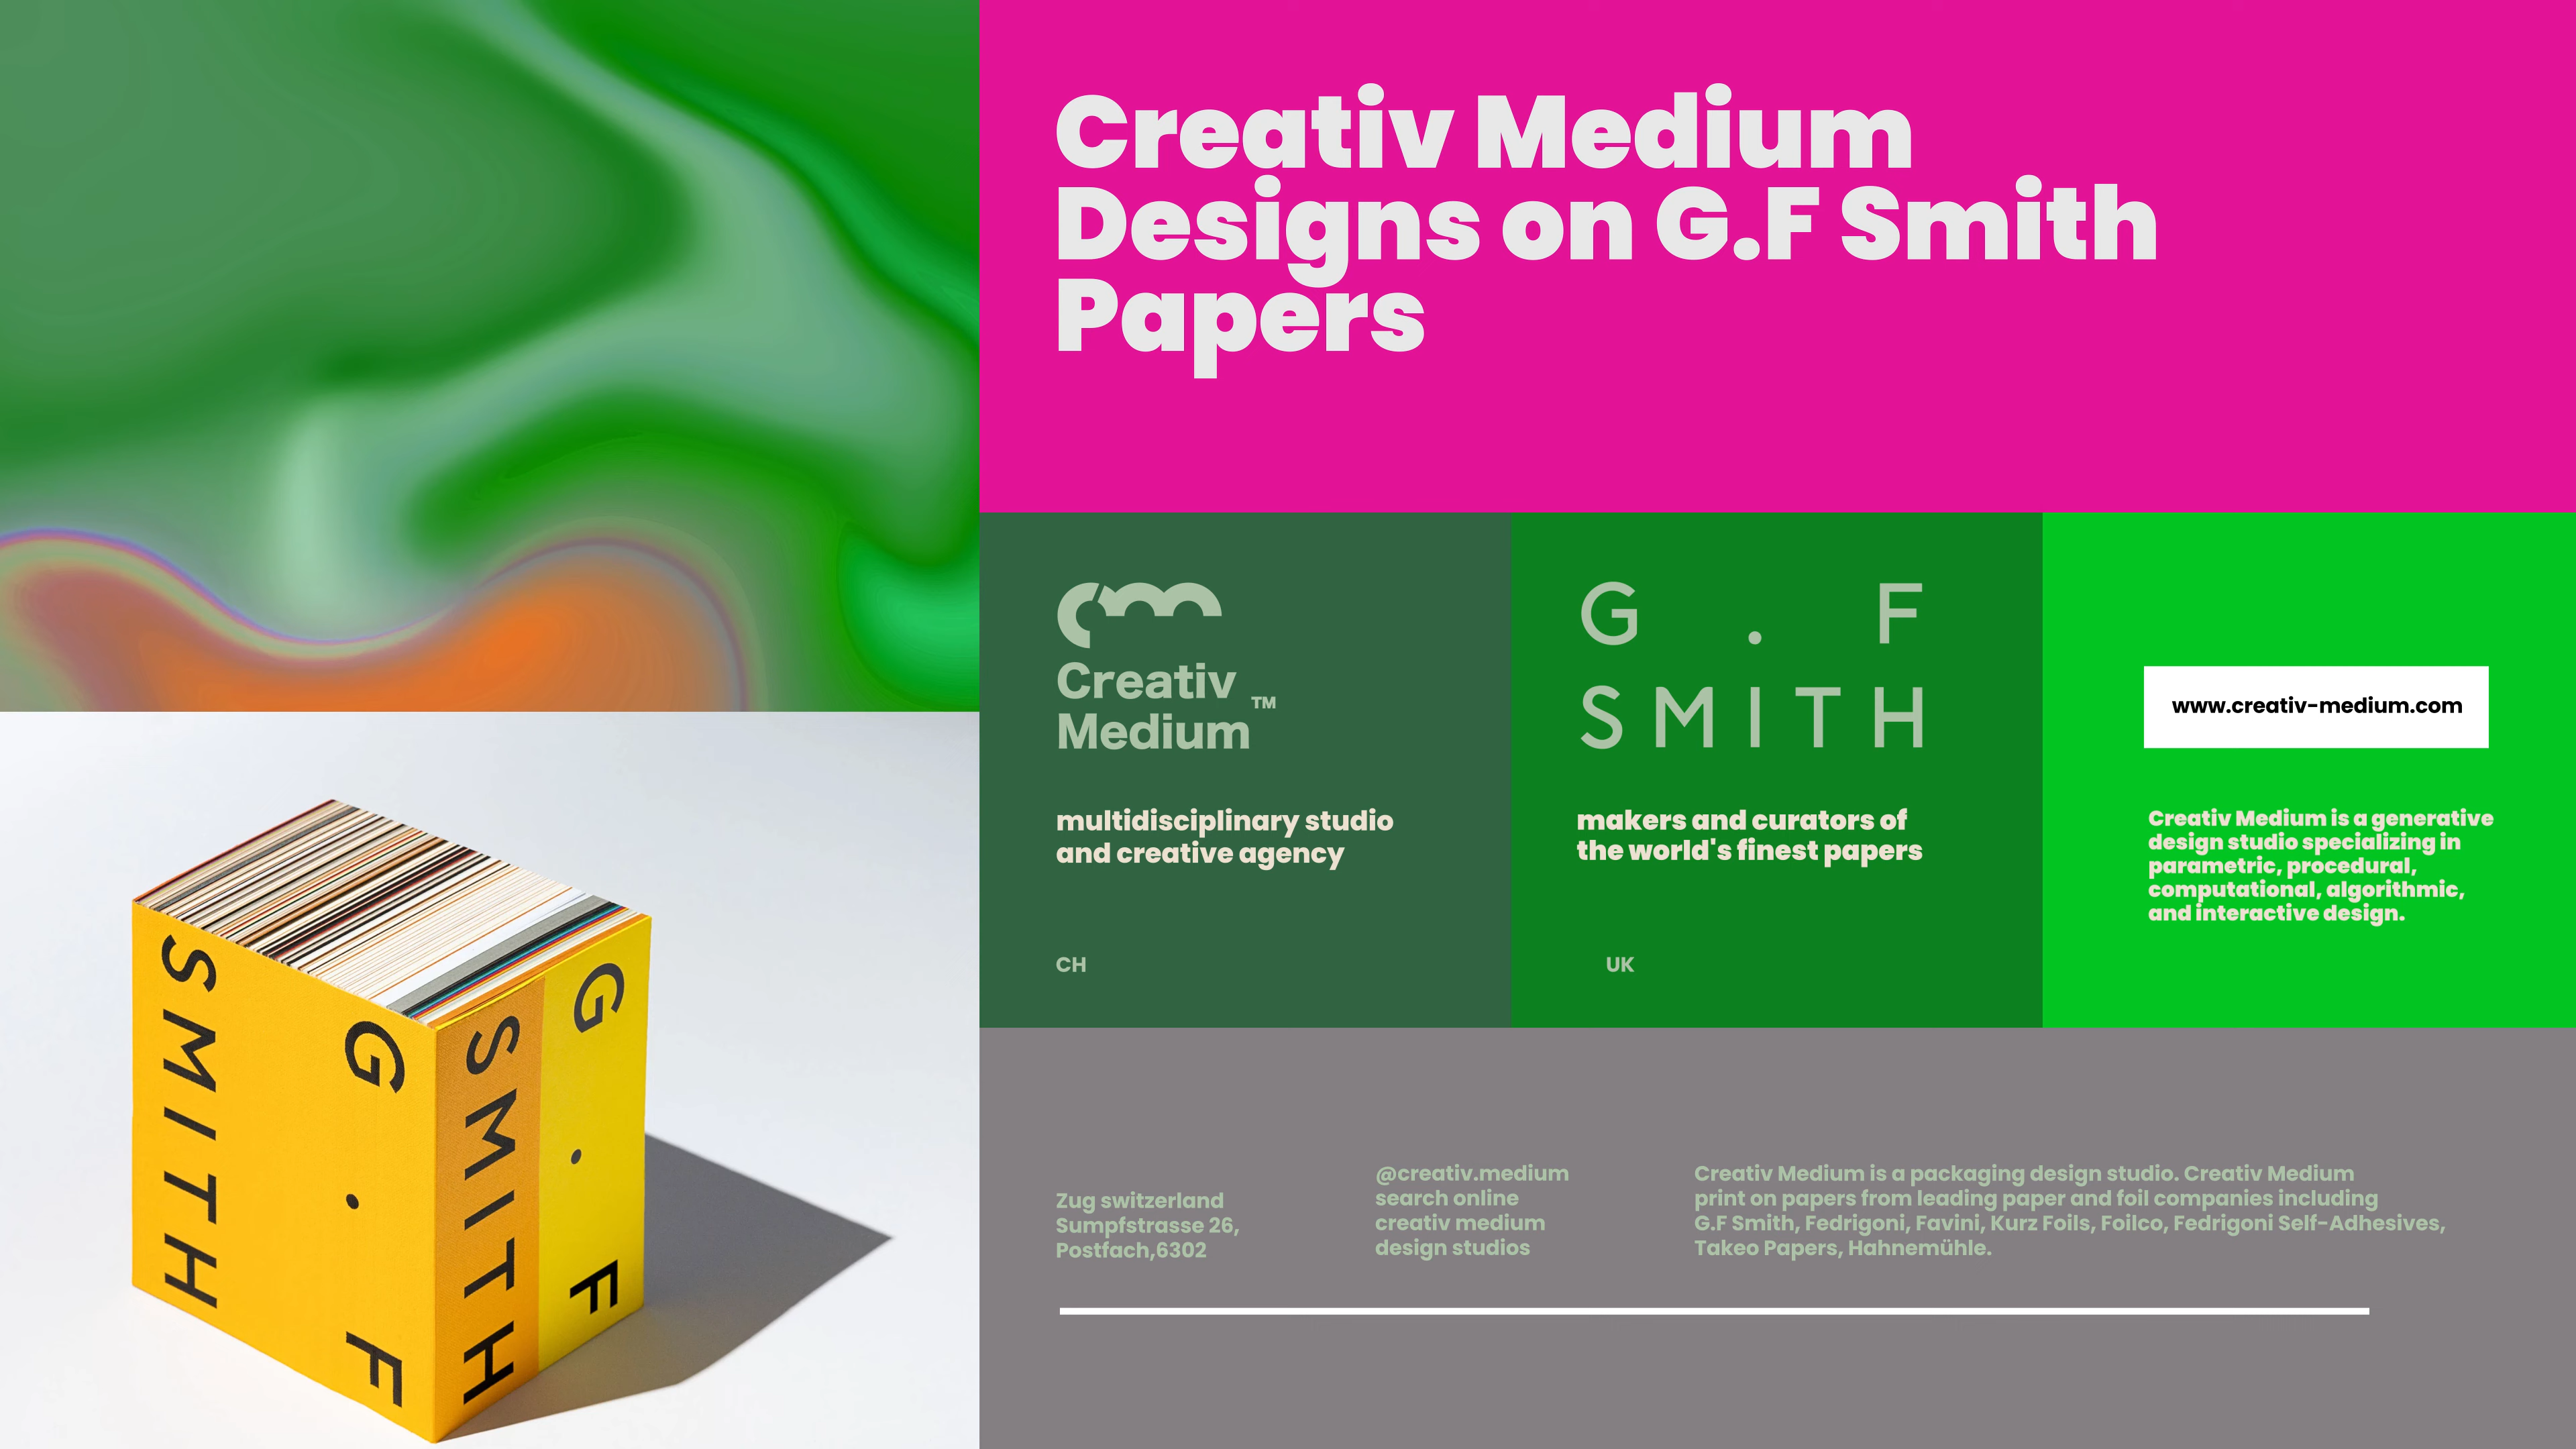 Creativ Medium
Designs on G.F Smith
Papers
Creativ
Medium™
multidisciplinary studio
and creative agency
CH
G . F
SMITH
makers and curators of
the world's finest papers
UK
www.creativ-medium.com
Creativ Medium is a generative
design studio specializing in
parametric, procedural,
computational, algorithmic,
and interactive design.
SMITH
G . F
SMITH
G . F
Zug switzerland
Sumpfstrasse 26,
Postfach,6302
@creativ.medium
search online
creativ medium
design studios
Creativ Medium is a packaging design studio. Creativ Medium
print on papers from leading paper and foil companies including
G.F Smith, Fedrigoni, Favini, Kurz Foils, Foilco, Fedrigoni Self-Adhesives,
Takeo Papers, Hahnemühle.